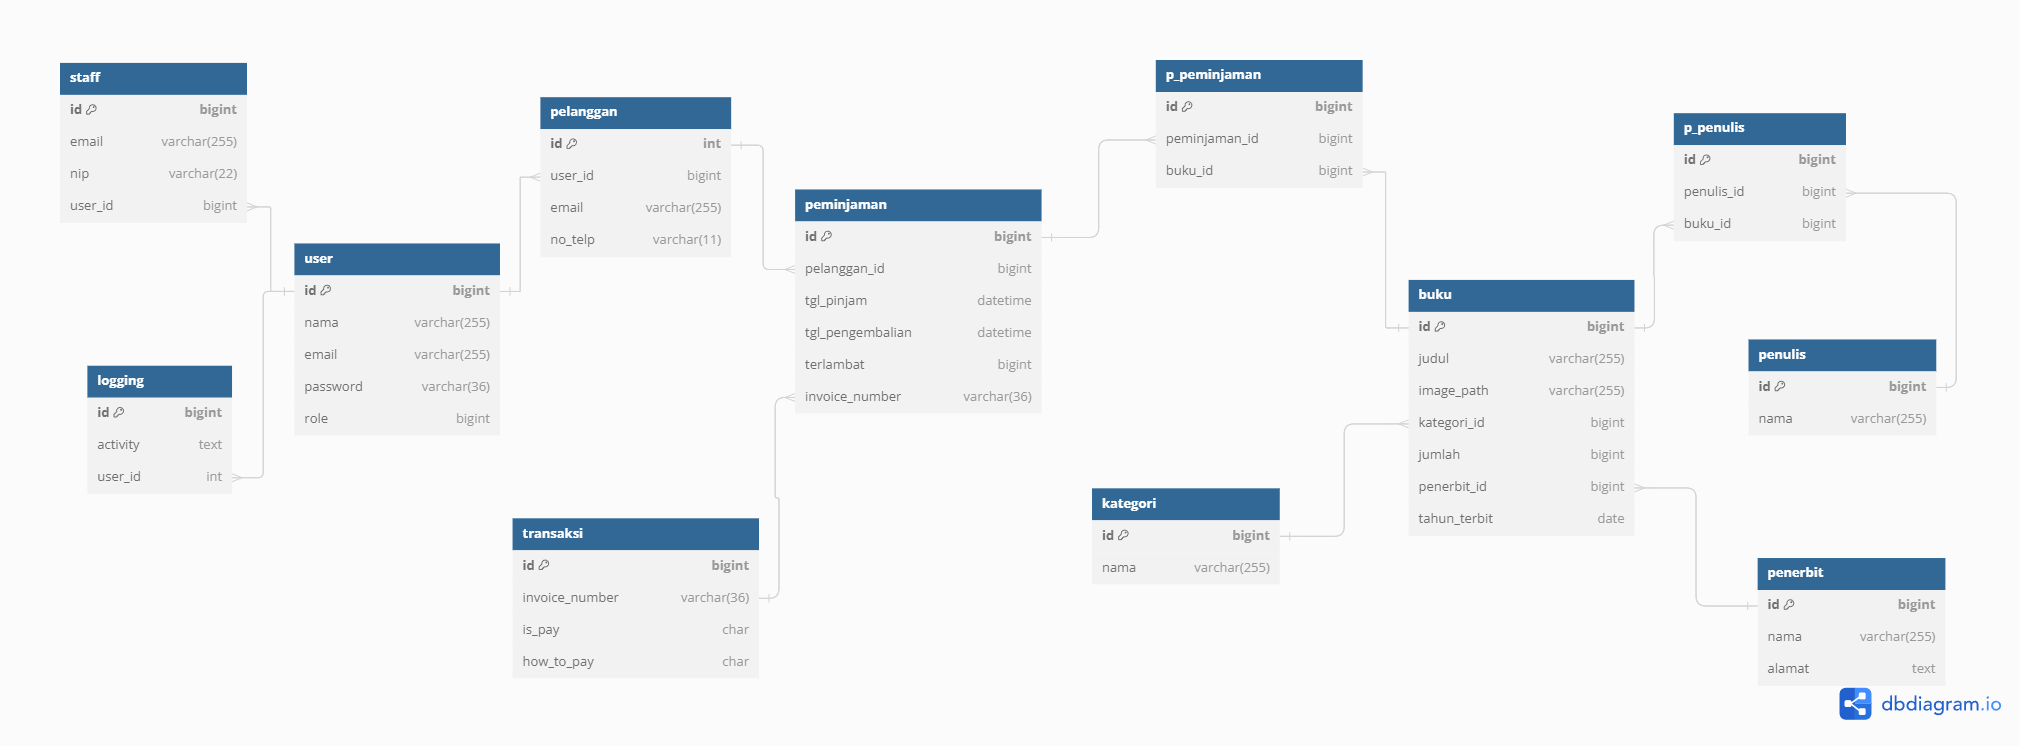 staff
id bigint
email varchar(255)
nip varchar(22)
user_id bigint
user
id bigint
nama varchar(255)
email varchar(255)
password varchar(36)
role bigint
logging
id bigint
activity text
user_id int
pelanggan
id int
user_id bigint
email varchar(255)
no_telp varchar(11)
transaksi
id bigint
invoice_number varchar(36)
is_pay char
how_to_pay char
peminjaman
id bigint
pelanggan_id bigint
tgl_pinjam datetime
tgl_pengembalian datetime
terlambat bigint
invoice_number varchar(36)
p_peminjaman
id bigint
peminjaman_id bigint
buku_id bigint
kategori
id bigint
nama varchar(255)
buku
id bigint
judul varchar(255)
image_path varchar(255)
kategori_id bigint
jumlah bigint
penerbit_id bigint
tahun_terbit date
p_penulis
id bigint
penulis_id bigint
buku_id bigint
penulis
id bigint
nama varchar(255)
penerbit
id bigint
nama varchar(255)
alamat text
dbdiagram.io